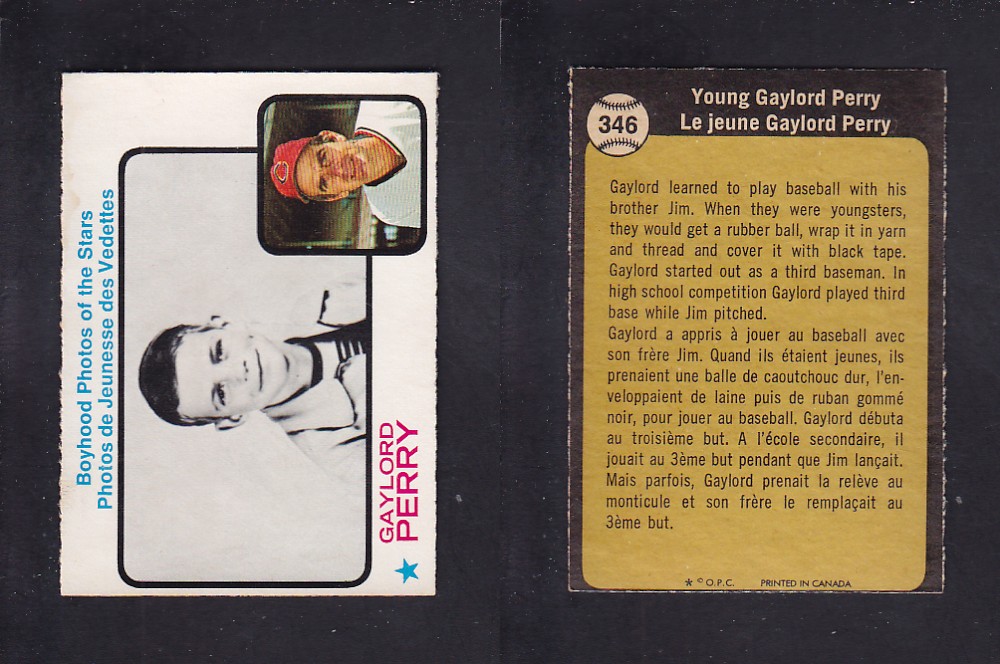 Boyhood Photos of the Stars
Photos de Jeunesse des Vedettes
C
GAYLORD
PERRY
346
Young Gaylord Perry
Le jeune Gaylord Perry
Gaylord learned to play baseball with his
brother Jim. When they were youngsters,
they would get a rubber ball, wrap it in yarn
and thread and cover it with black tape.
Gaylord started out as a third baseman. In
high school competition Gaylord played third
base while Jim pitched.
Gaylord a appris à jouer au baseball avec
son frère Jim. Quand ils étaient jeunes, ils
prenaient une balle de caoutchouc dur, l'en-
veloppaient de laine puis de ruban gommé
noir, pour jouer au baseball. Gaylord débuta
au troisième but. A l'école secondaire, il
jouait au 3ème but pendant que Jim lançait.
Mais parfois, Gaylord prenait la relève au
monticule et son frère le remplaçait au
3ème but.
* © O.P.C. PRINTED IN CANADA